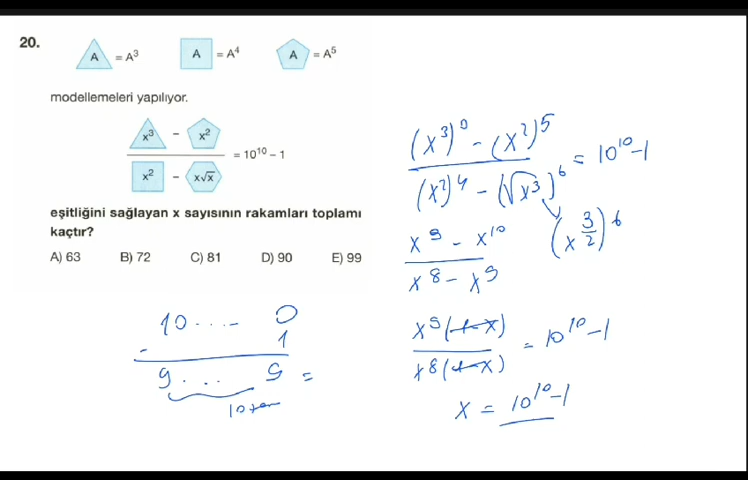 20.
A = A³
A = A⁴
A = A⁵
modellemeleri yapılıyor.
x³ − x²
x² − x√x
= 10¹⁰ − 1
eşitliğini sağlayan x sayısının rakamları toplamı
kaçtır?
A) 63 B) 72 C) 81 D) 90 E) 99
10 .... 0
- 1
9 ... 9 =
10 tane
(x³)⁰ - (x²)⁵
(x²)⁴ - (√x³)⁶
= 10¹⁰-1
(x^(3/2))⁶
x⁹ - x¹⁰
x⁸ - x⁹
x⁹(1-x)
x⁸(1-x)
= 10¹⁰-1
x = 10¹⁰-1